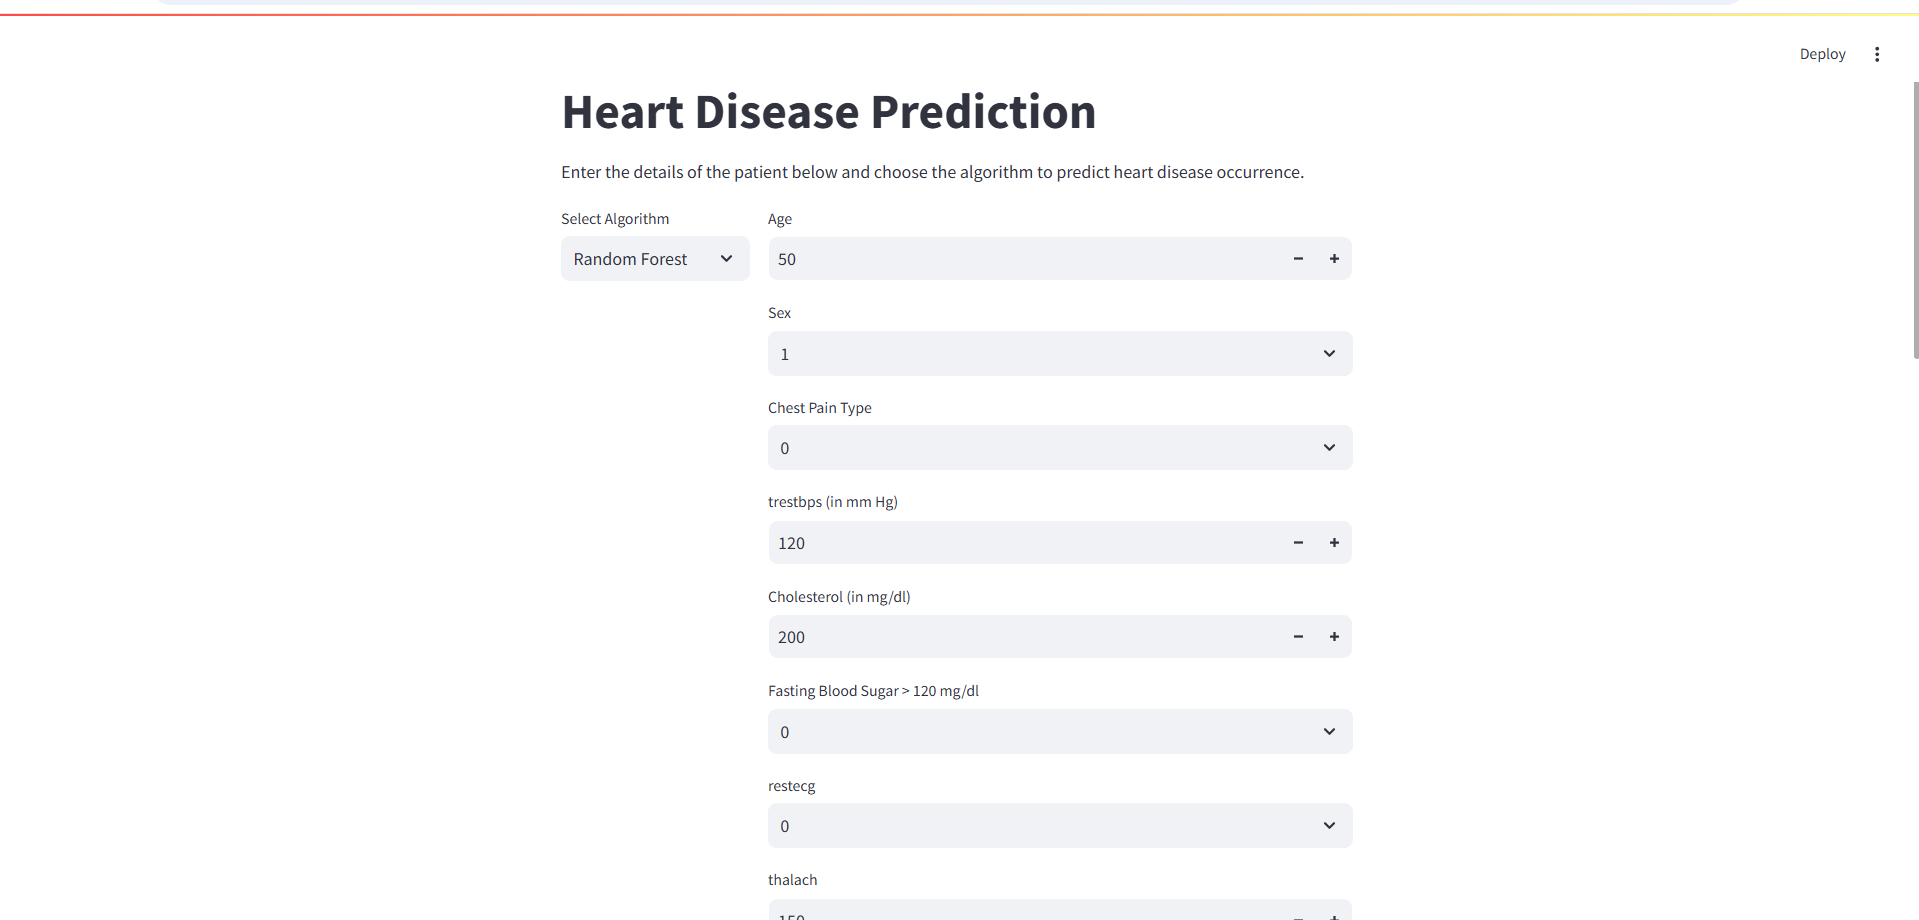 Deploy
Heart Disease Prediction
Enter the details of the patient below and choose the algorithm to predict heart disease occurrence.
Select Algorithm
Random Forest
Age
50
Sex
1
Chest Pain Type
0
trestbps (in mm Hg)
120
Cholesterol (in mg/dl)
200
Fasting Blood Sugar > 120 mg/dl
0
restecg
0
thalach
150